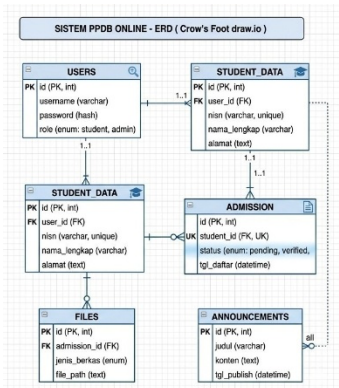 SISTEM PPDB ONLINE - ERD ( Crow's Foot draw.io )
USERS
PK id (PK, int)
username (varchar)
password (hash)
role (enum: student, admin)
1..1
STUDENT_DATA
PK id (PK, int)
FK user_id (FK)
nisn (varchar, unique)
nama_lengkap (varchar)
alamat (text)
1..1
1..1
1..1
STUDENT_DATA
PK id (PK, int)
FK user_id (FK)
nisn (varchar, unique)
nama_lengkap (varchar)
alamat (text)
ADMISSION
id (PK, int)
UK student_id (FK, UK)
status (enum: pending, verified,
tgl_daftar (datetime)
FILES
PK id (PK, int)
FK admission_id (FK)
jenis_berkas (enum)
file_path (text)
ANNOUNCEMENTS
PK id (PK, int)
judul (varchar)
konten (text)
tgl_publish (datetime)
all